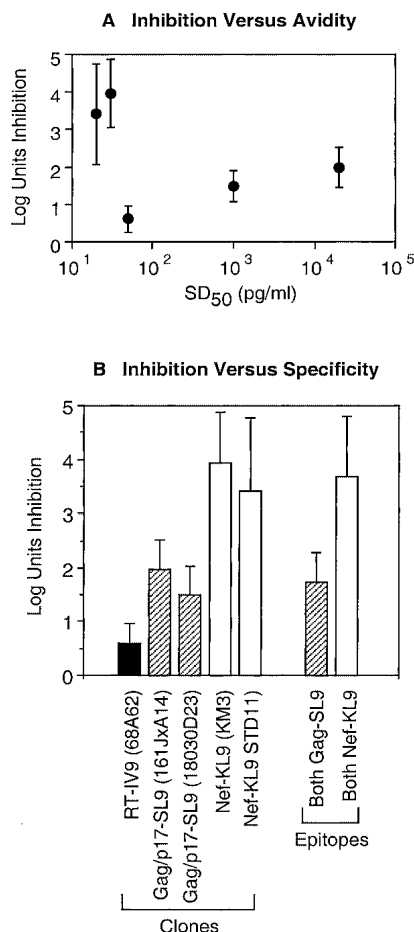 A Inhibition Versus Avidity
Log Units Inhibition
5
4
3
2
1
0
10^1
10^2
10^3
10^4
10^5
SD50 (pg/ml)
B Inhibition Versus Specificity
Log Units Inhibition
5
4
3
2
1
0
RT-IV9 (68A62)
Gag/p17-SL9 (161JxA14)
Gag/p17-SL9 (18030D23)
Nef-KL9 (KM3)
Nef-KL9 STD11)
Both Gag-SL9
Both Nef-KL9
Clones
Epitopes